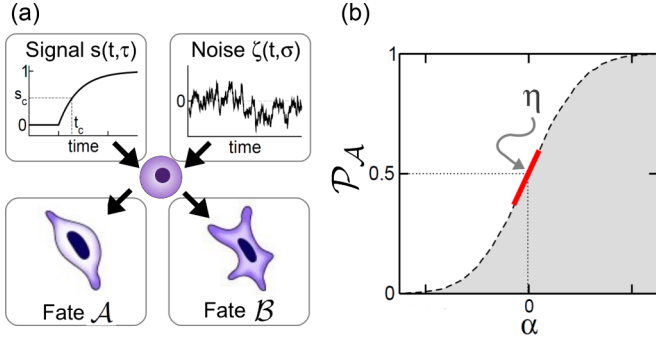 (a)
Signal s(t,τ)
1
s_c
0
t_c
time
Noise ζ(t,σ)
0
time
Fate 𝒜
Fate ℬ
(b)
1
η
𝒫_𝒜
0.5
0
0
α